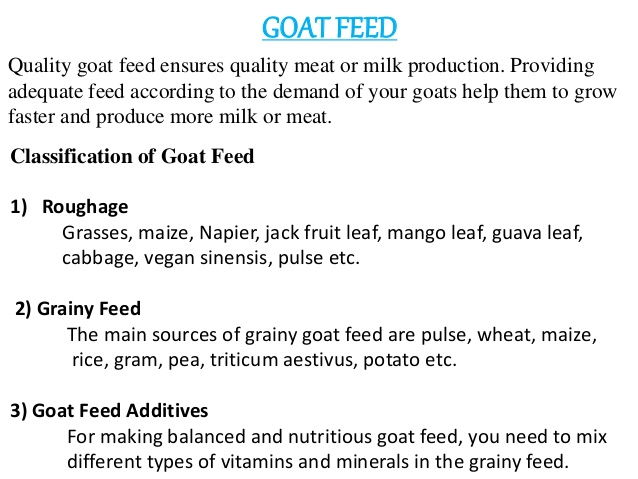 GOAT FEED
Quality goat feed ensures quality meat or milk production. Providing
adequate feed according to the demand of your goats help them to grow
faster and produce more milk or meat.
Classification of Goat Feed
1) Roughage
Grasses, maize, Napier, jack fruit leaf, mango leaf, guava leaf,
cabbage, vegan sinensis, pulse etc.
2) Grainy Feed
The main sources of grainy goat feed are pulse, wheat, maize,
rice, gram, pea, triticum aestivus, potato etc.
3) Goat Feed Additives
For making balanced and nutritious goat feed, you need to mix
different types of vitamins and minerals in the grainy feed.